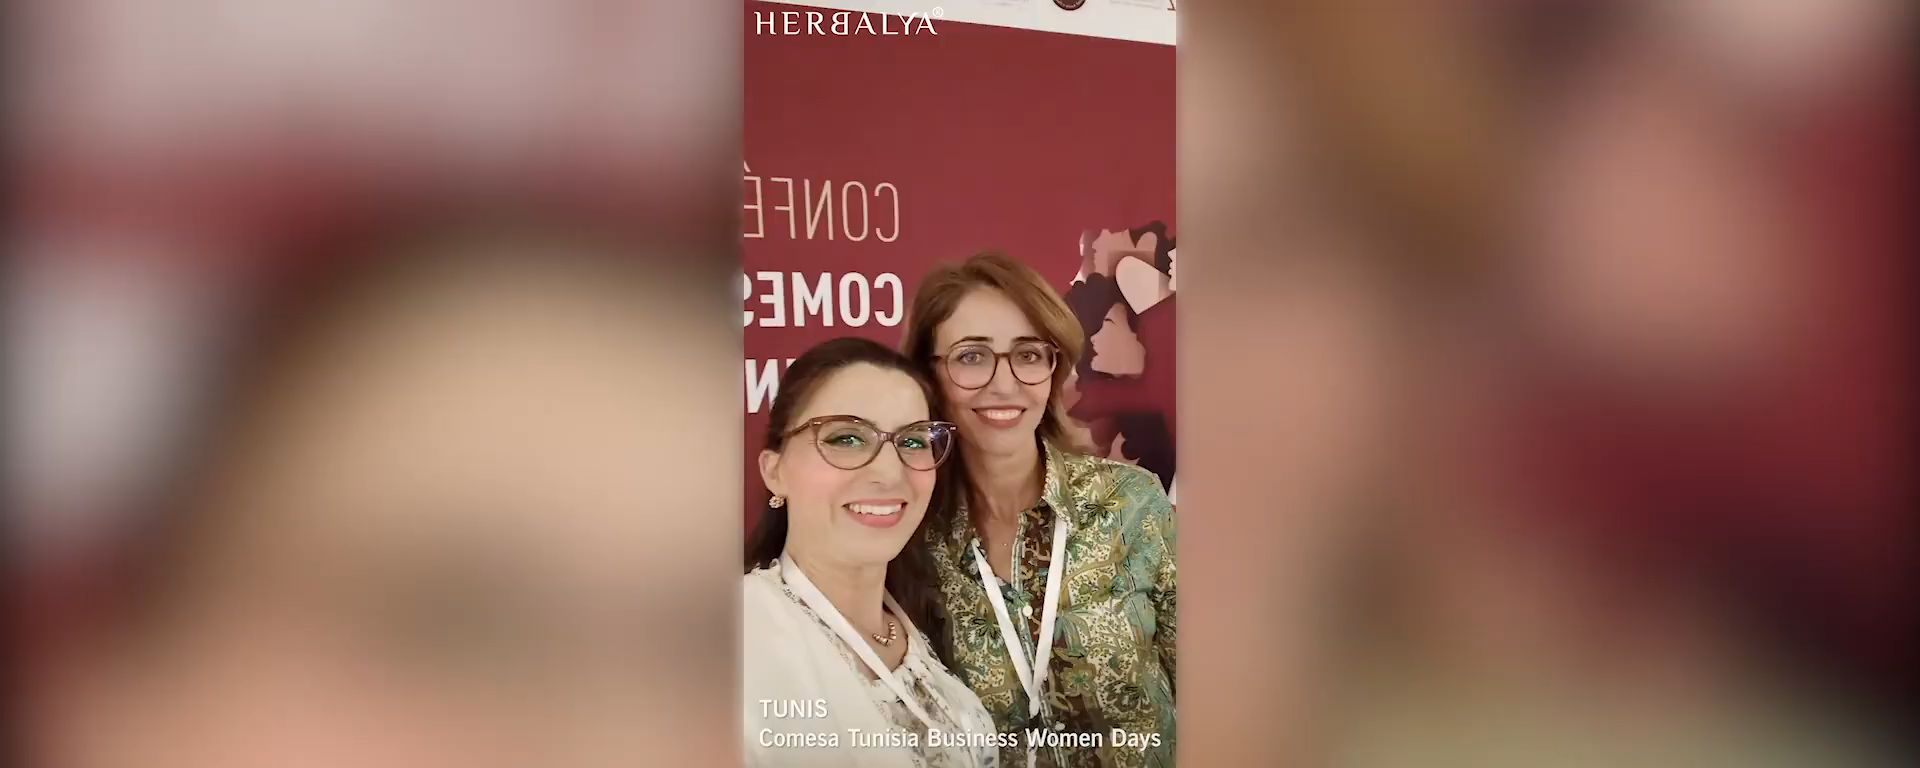 HERBALYA®
CONFÉ
COMES
TUNIS
Comesa Tunisia Business Women Days